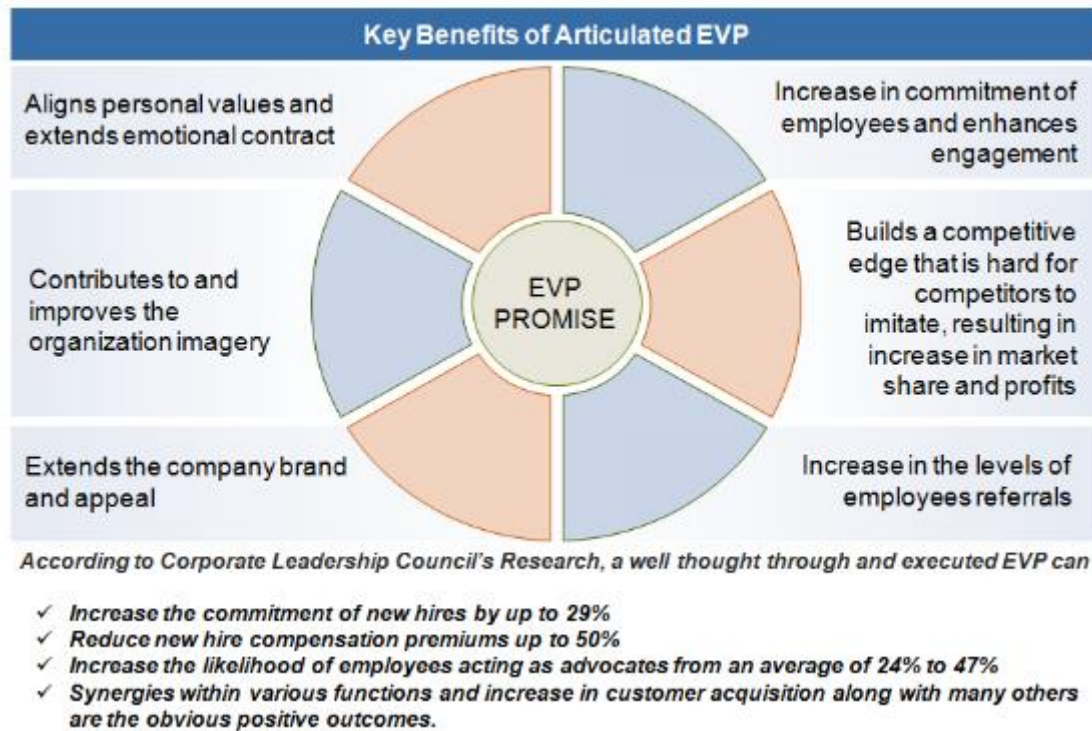 Key Benefits of Articulated EVP
Aligns personal values and
extends emotional contract
Increase in commitment of
employees and enhances
engagement
Contributes to and
improves the
organization imagery
EVP
PROMISE
Builds a competitive
edge that is hard for
competitors to
imitate, resulting in
increase in market
share and profits
Extends the company brand
and appeal
Increase in the levels of
employees referrals
According to Corporate Leadership Council's Research, a well thought through and executed EVP can
✓ Increase the commitment of new hires by up to 29%
✓ Reduce new hire compensation premiums up to 50%
✓ Increase the likelihood of employees acting as advocates from an average of 24% to 47%
✓ Synergies within various functions and increase in customer acquisition along with many others
are the obvious positive outcomes.